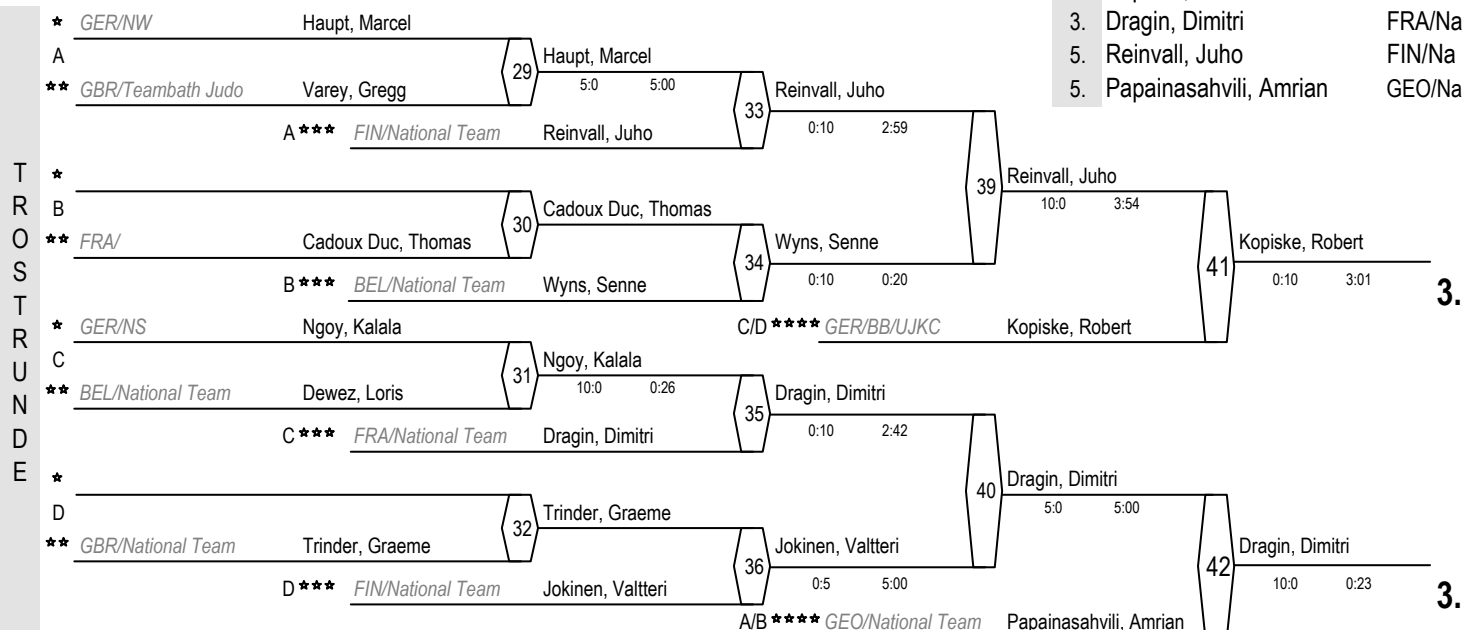 3. Dragin, Dimitri FRA/Na
5. Reinvall, Juho FIN/Na
5. Papainasahvili, Amrian GEO/Na
TROSTRUNDE
* GER/NW Haupt, Marcel
A
29 Haupt, Marcel
5:0 5:00
** GBR/Teambath Judo Varey, Gregg
33 Reinvall, Juho
0:10 2:59
A *** FIN/National Team Reinvall, Juho
*
39 Reinvall, Juho
10:0 3:54
B
30 Cadoux Duc, Thomas
** FRA/ Cadoux Duc, Thomas
34 Wyns, Senne
0:10 0:20
41 Kopiske, Robert
0:10 3:01
3.
B *** BEL/National Team Wyns, Senne
* GER/NS Ngoy, Kalala
C/D **** GER/BB/UJKC Kopiske, Robert
C
31 Ngoy, Kalala
10:0 0:26
** BEL/National Team Dewez, Loris
35 Dragin, Dimitri
0:10 2:42
C *** FRA/National Team Dragin, Dimitri
*
40 Dragin, Dimitri
5:0 5:00
D
32 Trinder, Graeme
** GBR/National Team Trinder, Graeme
36 Jokinen, Valtteri
0:5 5:00
42 Dragin, Dimitri
10:0 0:23
3.
D *** FIN/National Team Jokinen, Valtteri
A/B **** GEO/National Team Papainasahvili, Amrian